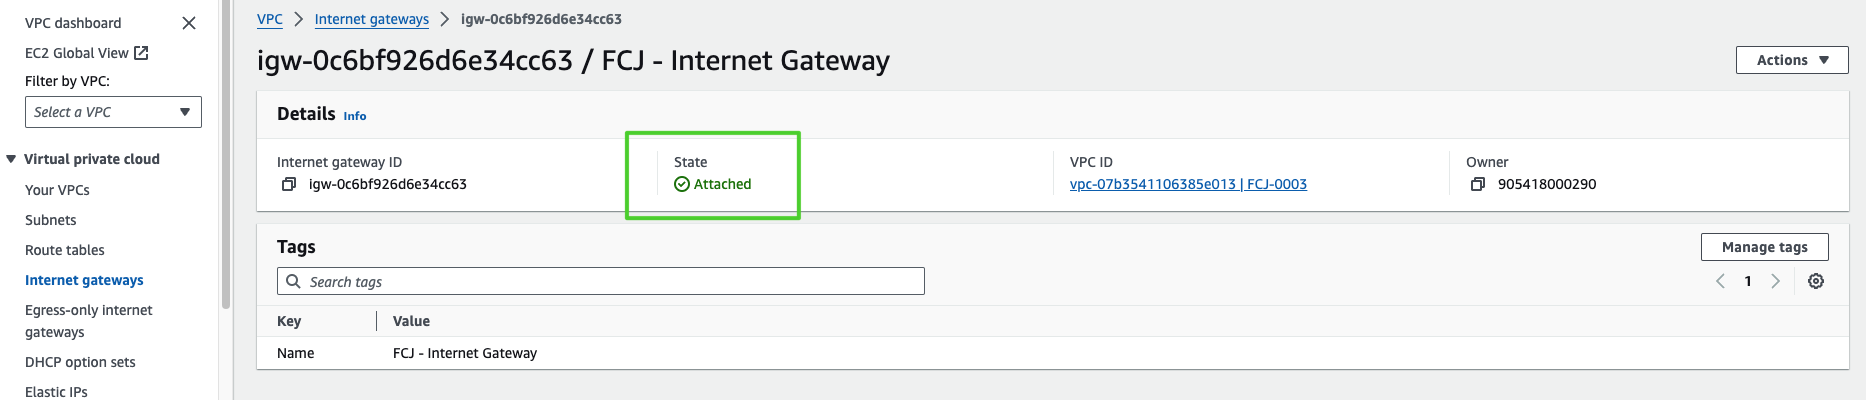 VPC dashboard
EC2 Global View
Filter by VPC:
Select a VPC
Virtual private cloud
Your VPCs
Subnets
Route tables
Internet gateways
Egress-only internet
gateways
DHCP option sets
Elastic IPs
VPC > Internet gateways > igw-0c6bf926d6e34cc63
igw-0c6bf926d6e34cc63 / FCJ - Internet Gateway
Actions
Details Info
Internet gateway ID
igw-0c6bf926d6e34cc63
State
Attached
VPC ID
vpc-07b3541106385e013 | FCJ-0003
Owner
905418000290
Tags
Manage tags
Search tags
1
Key Value
Name FCJ - Internet Gateway